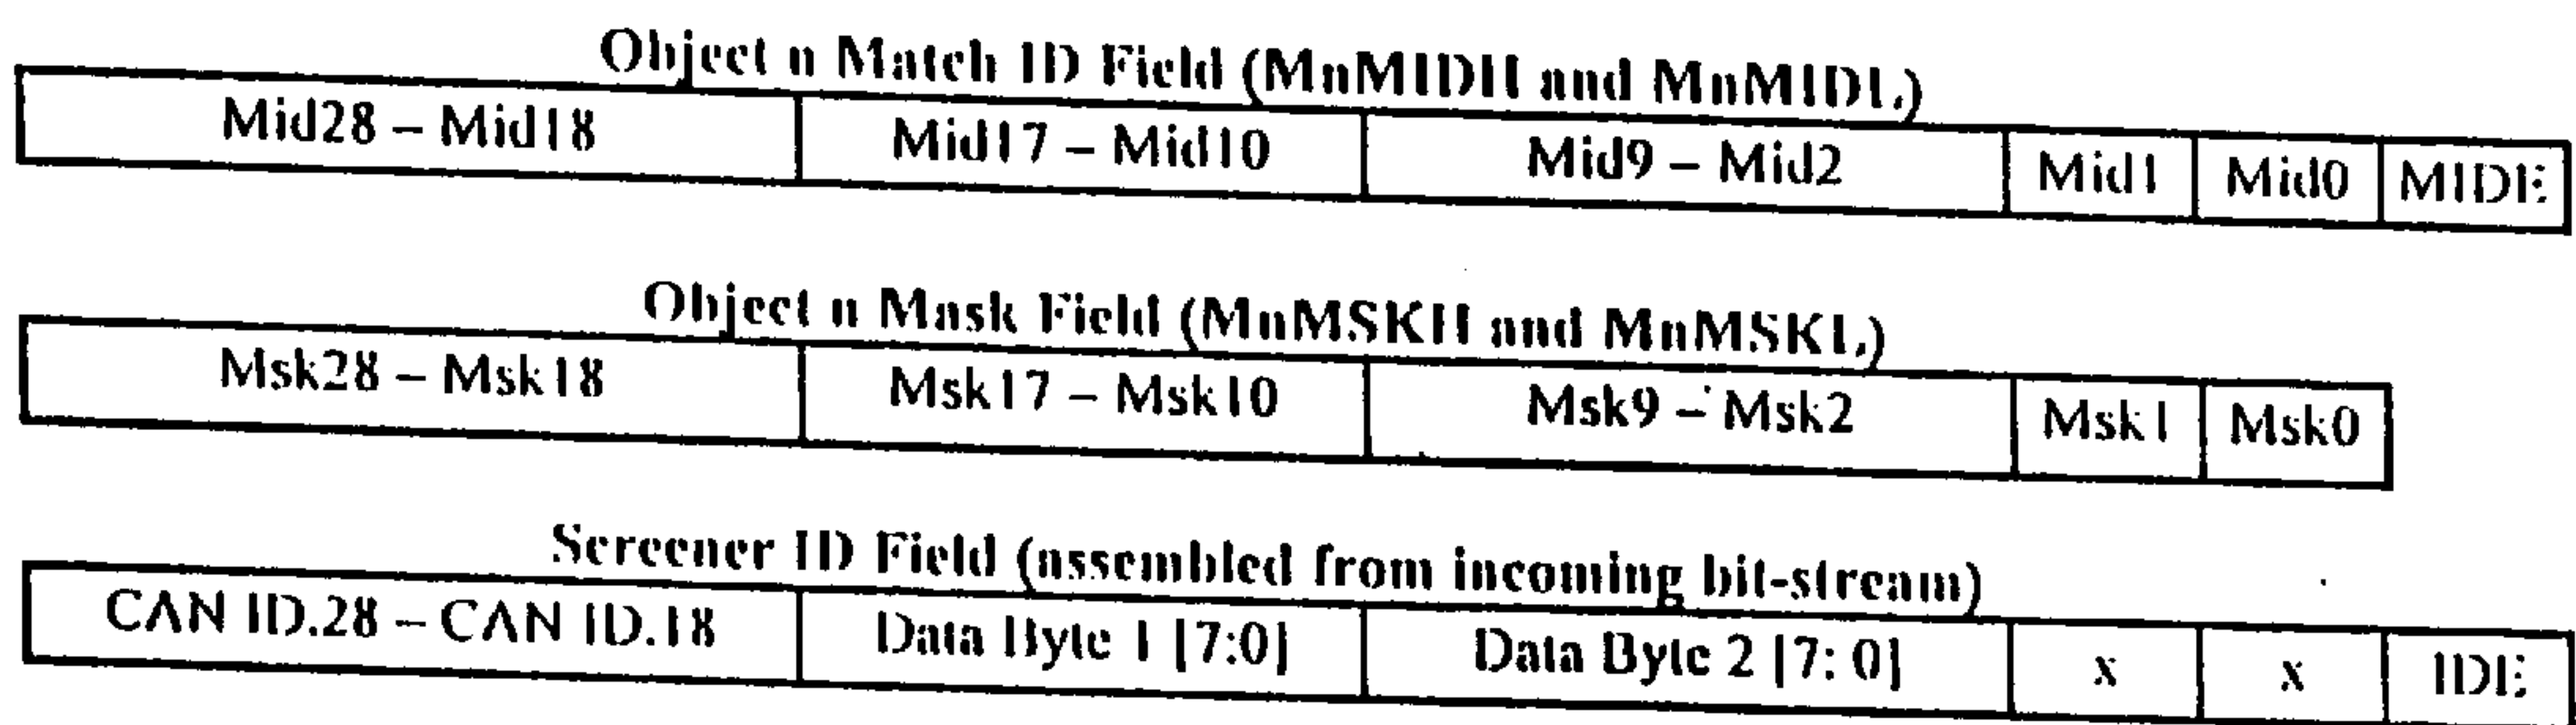 Object n Match ID Field (MnMIDH and MnMIDL)
Mid28 – Mid18 Mid17 – Mid10 Mid9 – Mid2 Mid1 Mid0 MIDE
Object n Mask Field (MnMSKH and MnMSKL)
Msk28 – Msk18 Msk17 – Msk10 Msk9 – Msk2 Msk1 Msk0
Screener ID Field (assembled from incoming bit-stream)
CAN ID.28 – CAN ID.18 Data Byte 1 [7:0] Data Byte 2 [7: 0] x x IDE